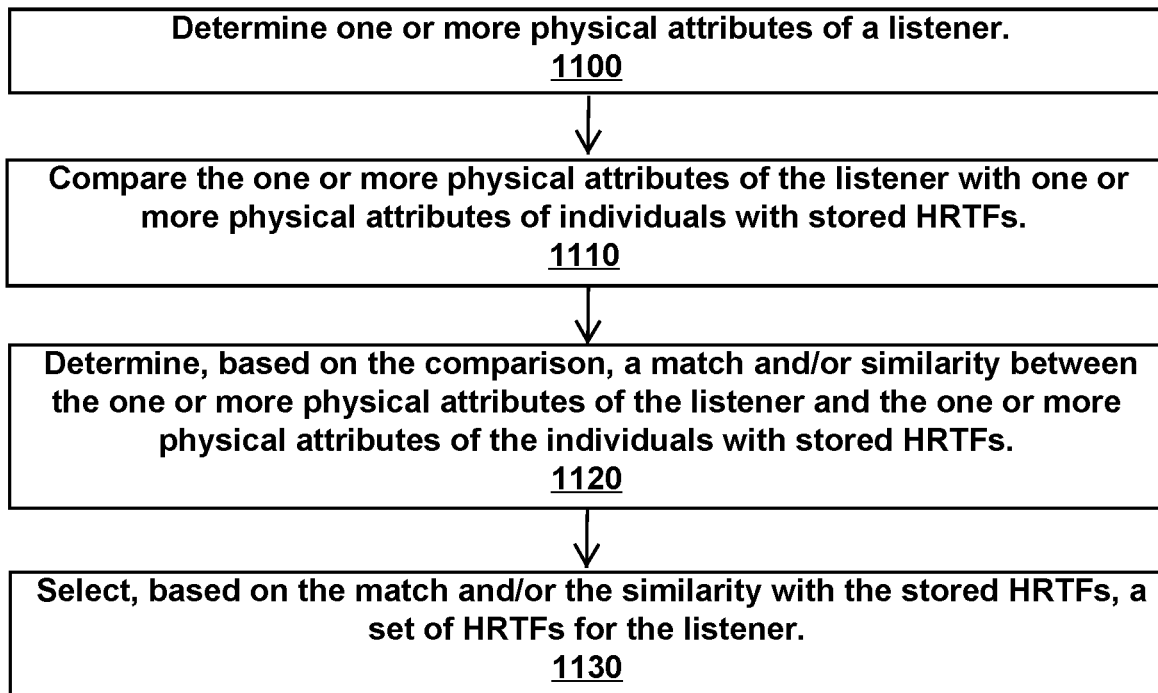 Determine one or more physical attributes of a listener.
1100
Compare the one or more physical attributes of the listener with one or
more physical attributes of individuals with stored HRTFs.
1110
Determine, based on the comparison, a match and/or similarity between
the one or more physical attributes of the listener and the one or more
physical attributes of the individuals with stored HRTFs.
1120
Select, based on the match and/or the similarity with the stored HRTFs, a
set of HRTFs for the listener.
1130